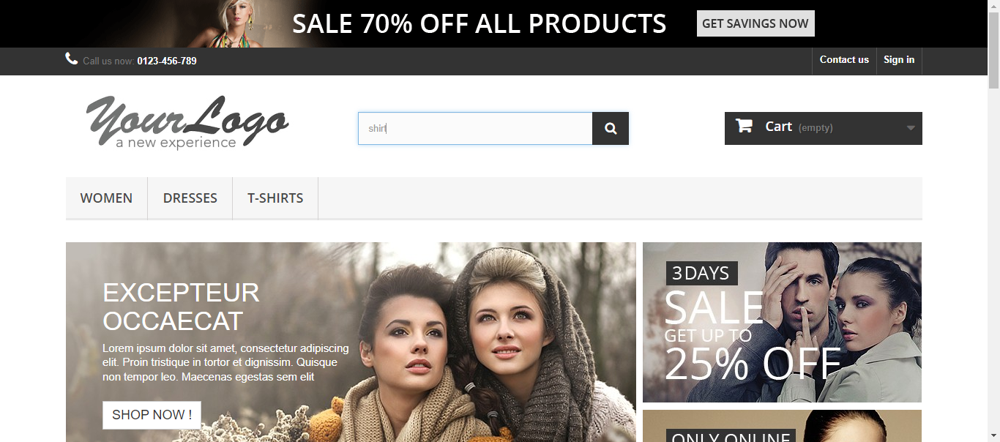 SALE 70% OFF ALL PRODUCTS
GET SAVINGS NOW
Call us now: 0123-456-789
Contact us
Sign in
YourLogo
a new experience
shirt
Cart (empty)
WOMEN
DRESSES
T-SHIRTS
EXCEPTEUR
OCCAECAT
Lorem ipsum dolor sit amet, consectetur adipiscing
elit. Proin tristique in tortor et dignissim. Quisque
non tempor leo. Maecenas egestas sem elit
SHOP NOW !
3 DAYS
SALE
GET UP TO
25% OFF
ONLY ONLINE